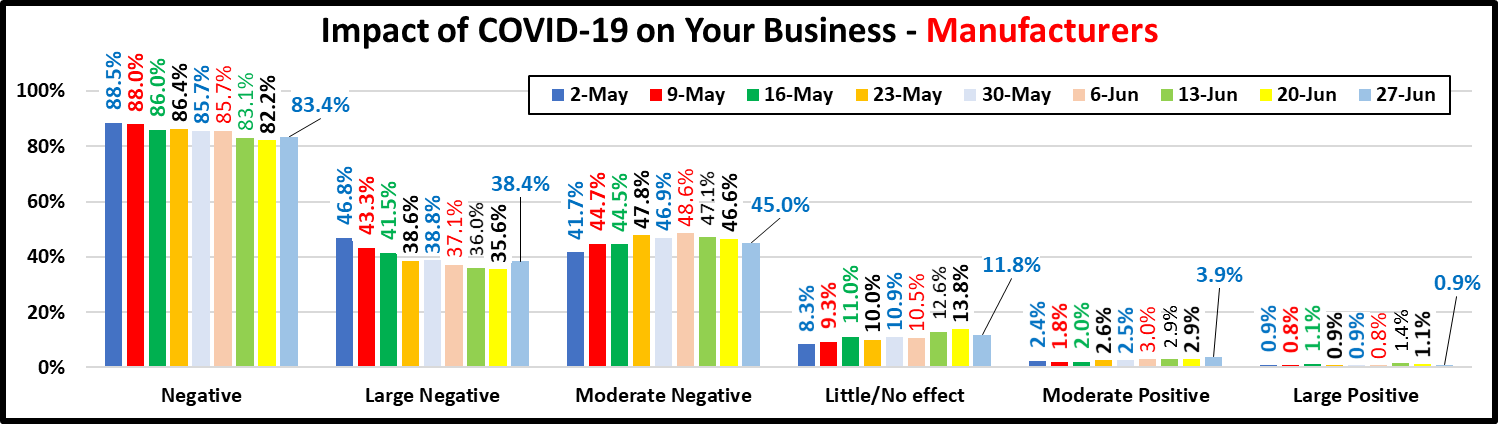 Impact of COVID-19 on Your Business - Manufacturers
2-May 9-May 16-May 23-May 30-May 6-Jun 13-Jun 20-Jun 27-Jun
100%
80%
60%
40%
20%
0%
88.5% 88.0% 86.0% 86.4% 85.7% 85.7% 83.1% 82.2% 83.4%
46.8% 43.3% 41.5% 38.6% 38.8% 37.1% 36.0% 35.6% 38.4%
41.7% 44.7% 44.5% 47.8% 46.9% 48.6% 47.1% 46.6% 45.0%
8.3% 9.3% 11.0% 10.0% 10.9% 10.5% 12.6% 13.8% 11.8%
2.4% 1.8% 2.0% 2.6% 2.5% 3.0% 2.9% 2.9% 3.9%
0.9% 0.8% 1.1% 0.9% 0.9% 0.8% 1.4% 1.1% 0.9%
Negative Large Negative Moderate Negative Little/No effect Moderate Positive Large Positive